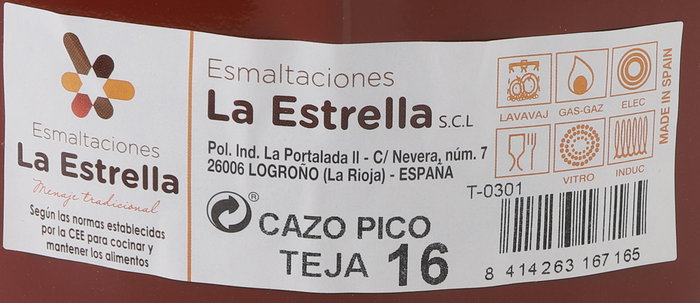 Esmaltaciones
La Estrella
Menaje tradicional
Según las normas establecidas
por la CEE para cocinar y
mantener los alimentos
Esmaltaciones
La Estrella S.C.L
Pol. Ind. La Portalada II - C/ Nevera, núm. 7
26006 LOGROÑO (La Rioja) - ESPAÑA
®
CAZO PICO
TEJA 16
LAVAVAJ GAS-GAZ ELEC
VITRO INDUC
MADE IN SPAIN
T-0301
8 414263 167165